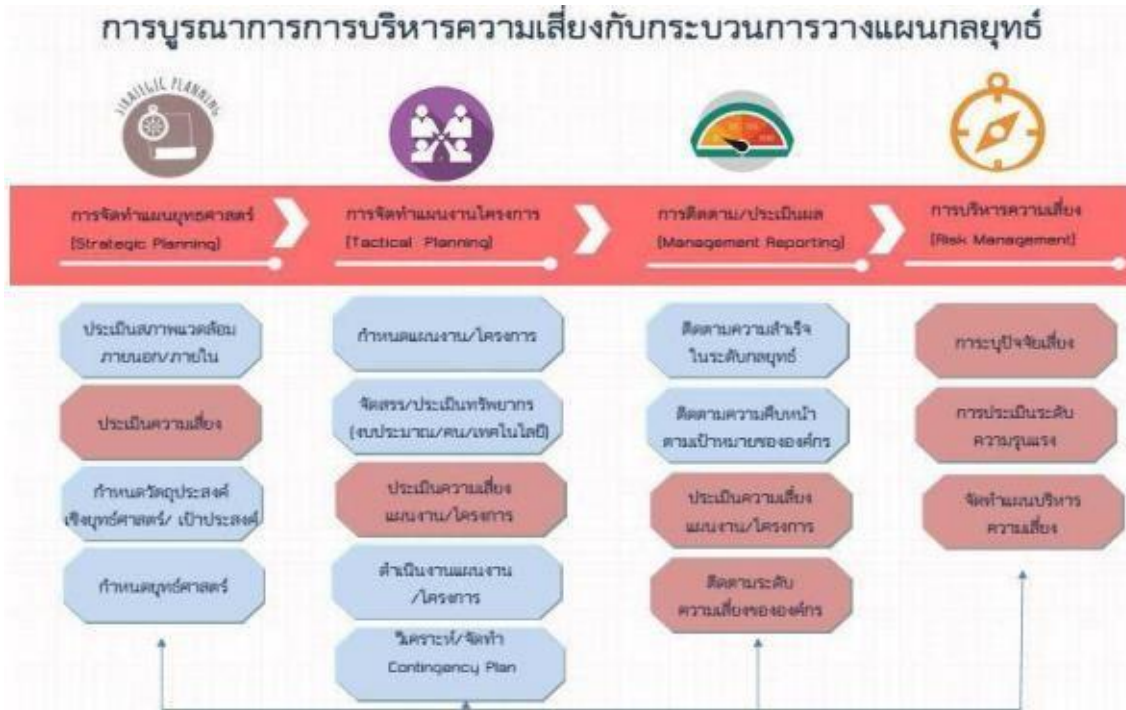 การบูรณาการการบริหารความเสี่ยงกับกระบวนการวางแผนกลยุทธ์
STRATEGIC PLANNING
การจัดทำแผนยุทธศาสตร์
(Strategic Planning)
การจัดทำแผนงานโครงการ
(Tactical Planning)
การติดตาม/ประเมินผล
(Management Reporting)
การบริหารความเสี่ยง
(Risk Management)
ประเมินสภาพแวดล้อม
ภายนอก/ภายใน
ประเมินความเสี่ยง
กำหนดวัตถุประสงค์
เชิงยุทธ์ศาสตร์/ เป้าประสงค์
กำหนดยุทธ์ศาสตร์
กำหนดแผนงาน/โครงการ
จัดสรร/ประเมินทรัพยากร
(งบประมาณ/คน/เทคโนโลยี)
ประเมินความเสี่ยง
แผนงาน/โครงการ
ดำเนินงานแผนงาน
/โครงการ
วิเคราะห์/จัดทำ
Contingency Plan
ติดตามความสำเร็จ
ในระดับกลยุทธ์
ติดตามความคืบหน้า
ตามเป้าหมายขององค์กร
ประเมินความเสี่ยง
แผนงาน/โครงการ
ติดตามระดับ
ความเสี่ยงขององค์กร
การระบุปัจจัยเสี่ยง
การประเมินระดับ
ความรุนแรง
จัดทำแผนบริหาร
ความเสี่ยง